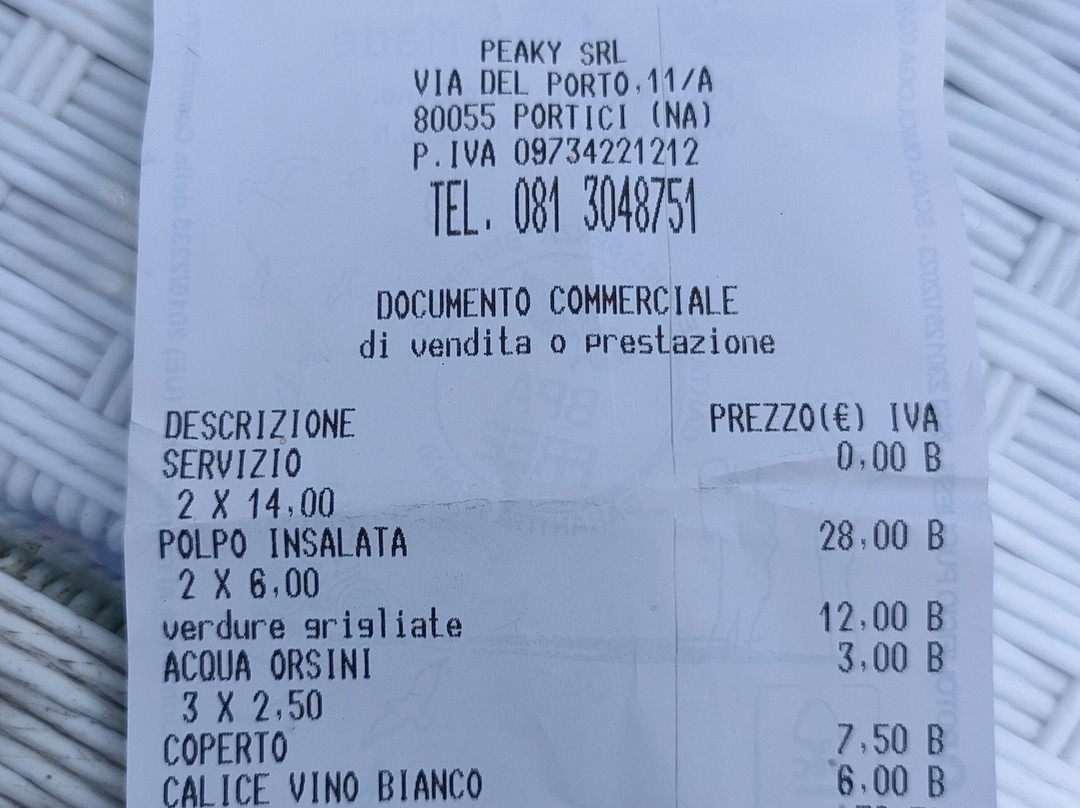 PEAKY SRL
VIA DEL PORTO,11/A
80055 PORTICI (NA)
P.IVA 09734221212
TEL. 081 3048751
DOCUMENTO COMMERCIALE
di vendita o prestazione
DESCRIZIONE PREZZO(€) IVA
SERVIZIO 0,00 B
2 X 14,00
POLPO INSALATA 28,00 B
2 X 6,00
verdure grigliate 12,00 B
ACQUA ORSINI 3,00 B
3 X 2,50
COPERTO 7,50 B
CALICE VINO BIANCO 6,00 B